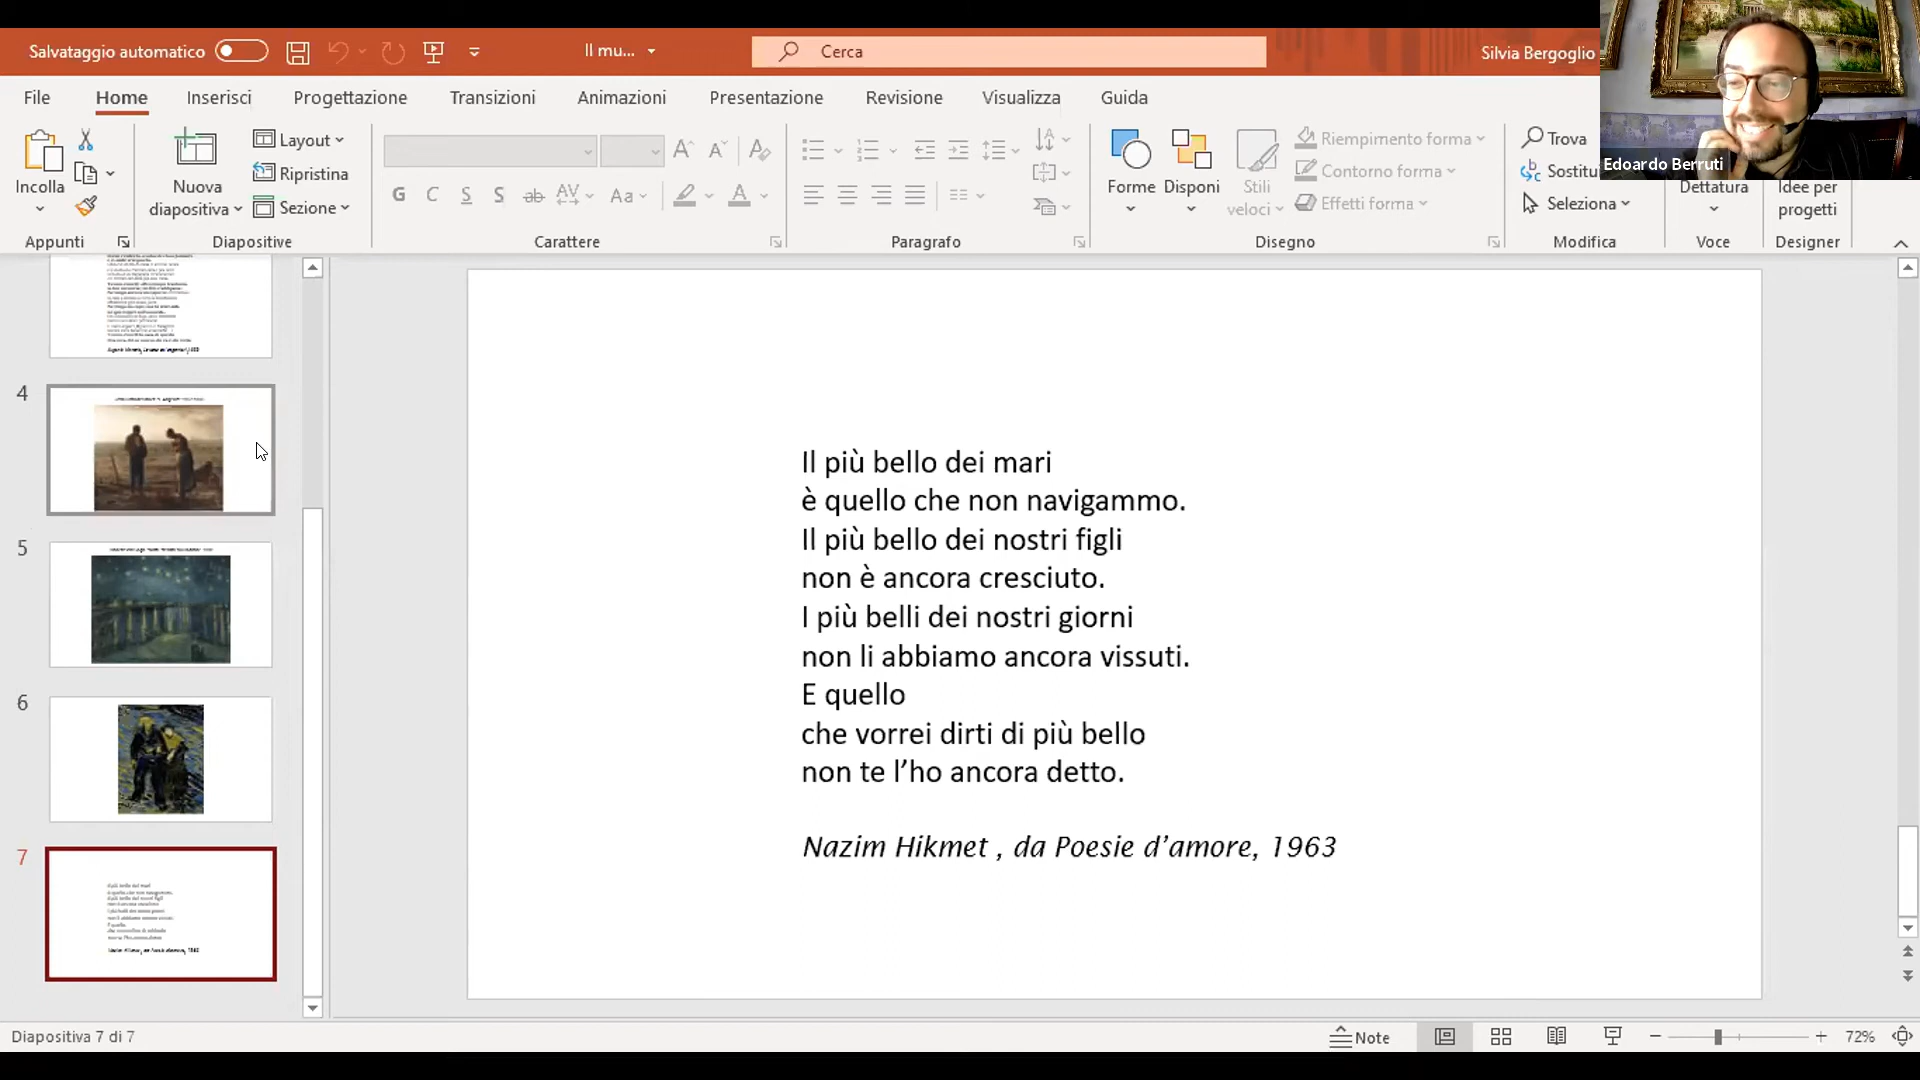 Salvataggio automatico
Il mu...
Cerca
Silvia Bergoglio
File
Home
Inserisci
Progettazione
Transizioni
Animazioni
Presentazione
Revisione
Visualizza
Guida
Edoardo Berruti
Incolla
Nuova
diapositiva
Layout
Ripristina
Sezione
G C S S ab AV Aa
A
Forme
Disponi
Stili
veloci
Riempimento forma
Contorno forma
Effetti forma
Trova
Sostitu
Seleziona
Dettatura
Idee per
progetti
Appunti
Diapositive
Carattere
Paragrafo
Disegno
Modifica
Voce
Designer
4
5
6
7
Il più bello dei mari
è quello che non navigammo.
Il più bello dei nostri figli
non è ancora cresciuto.
I più belli dei nostri giorni
non li abbiamo ancora vissuti.
E quello
che vorrei dirti di più bello
non te l’ho ancora detto.
Nazim Hikmet , da Poesie d’amore, 1963
Diapositiva 7 di 7
Note
72%